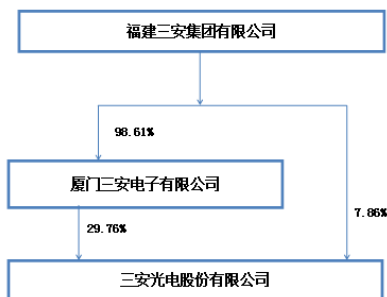 福建三安集团有限公司
98.61%
厦门三安电子有限公司
7.86%
29.76%
三安光电股份有限公司